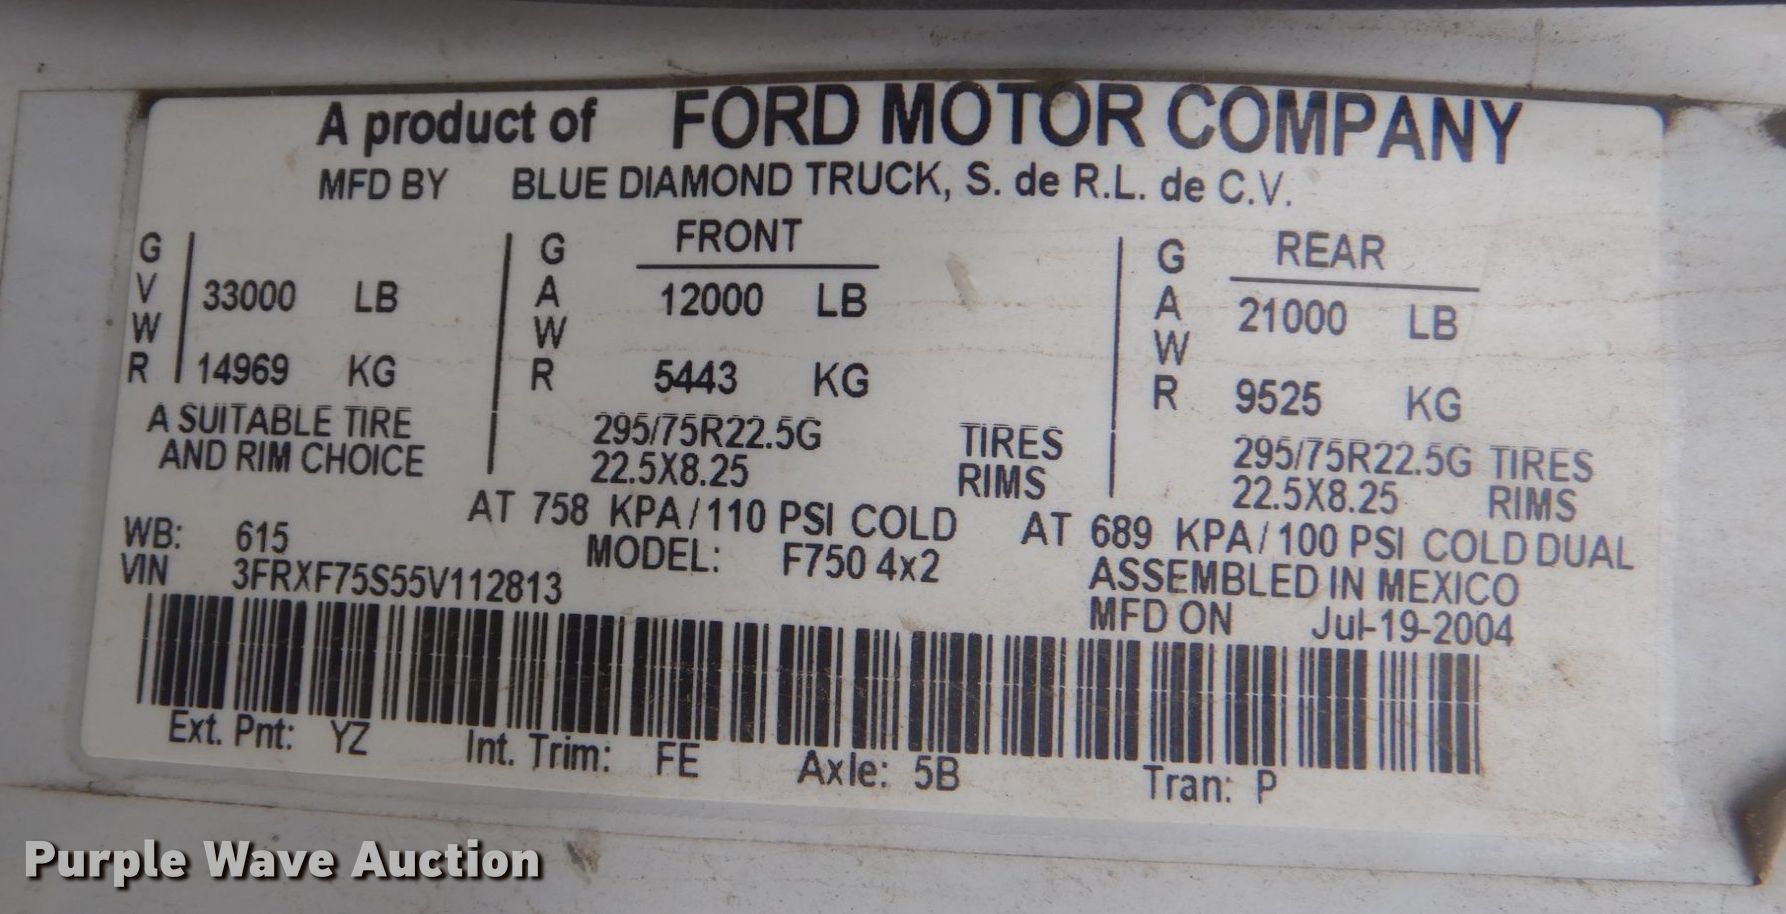 A product of FORD MOTOR COMPANY
MFD BY BLUE DIAMOND TRUCK, S. de R.L. de C.V.
GVWR 33000 LB 14969 KG
GAWR FRONT 12000 LB 5443 KG
GAWR REAR 21000 LB 9525 KG
A SUITABLE TIRE AND RIM CHOICE
295/75R22.5G TIRES
22.5X8.25 RIMS
AT 758 KPA/110 PSI COLD
295/75R22.5G TIRES
22.5X8.25 RIMS
AT 689 KPA/100 PSI COLD DUAL
WB: 615
MODEL: F750 4x2
ASSEMBLED IN MEXICO
VIN 3FRXF75S55V112813
MFD ON Jul-19-2004
Ext. Pnt: YZ Int. Trim: FE Axle: 5B Tran: P
Purple Wave Auction